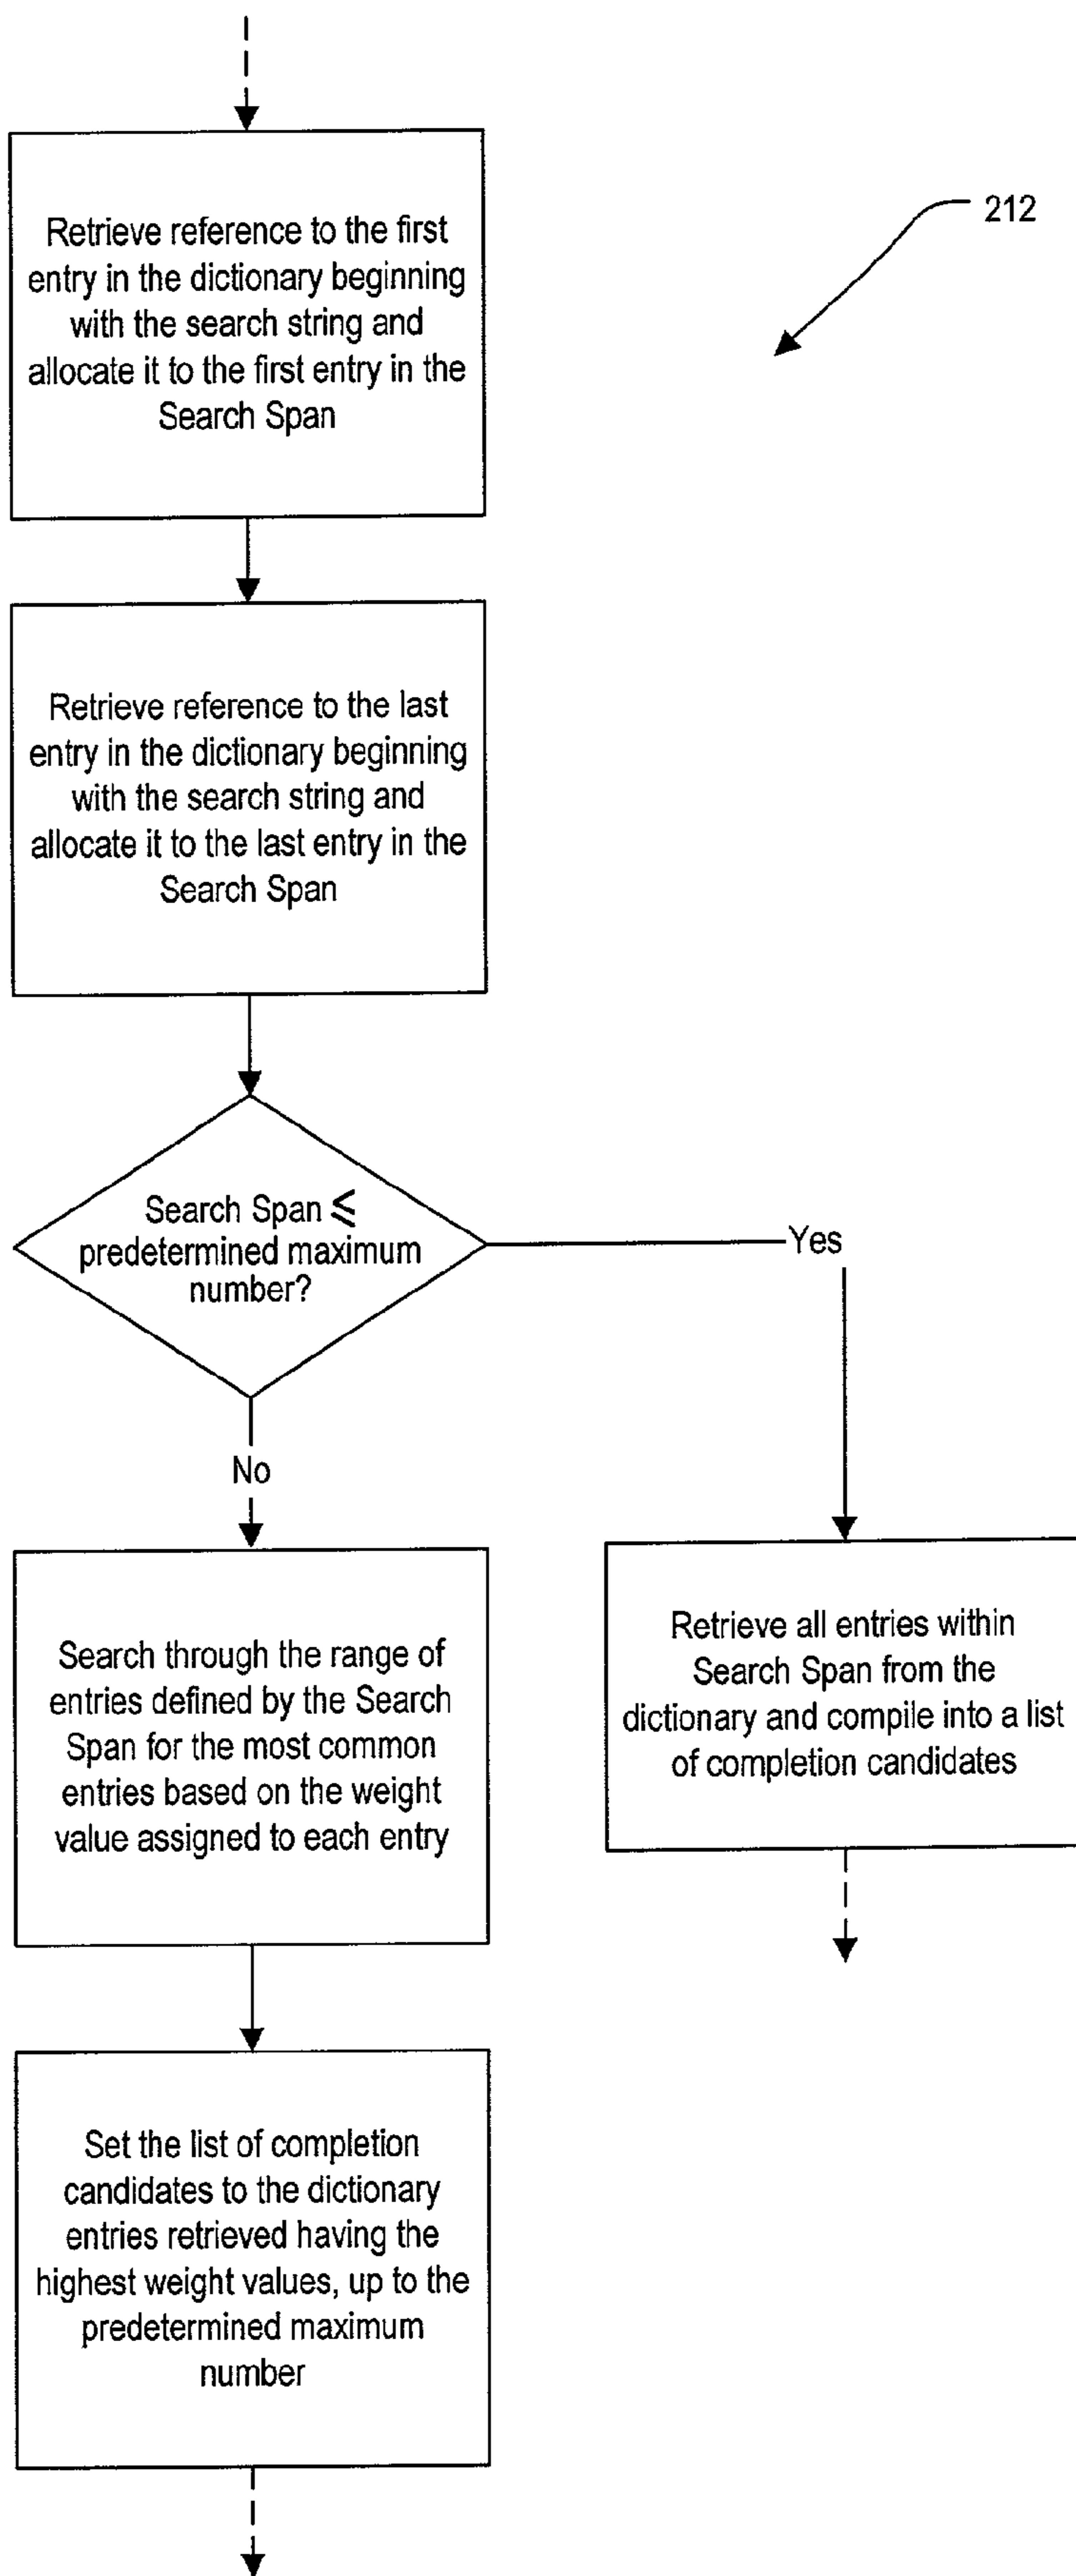 212
Retrieve reference to the first
entry in the dictionary beginning
with the search string and
allocate it to the first entry in the
Search Span
Retrieve reference to the last
entry in the dictionary beginning
with the search string and
allocate it to the last entry in the
Search Span
Search Span ⩽
predetermined maximum
number?
Yes
No
Search through the range of
entries defined by the Search
Span for the most common
entries based on the weight
value assigned to each entry
Retrieve all entries within
Search Span from the
dictionary and compile into a list
of completion candidates
Set the list of completion
candidates to the dictionary
entries retrieved having the
highest weight values, up to the
predetermined maximum
number